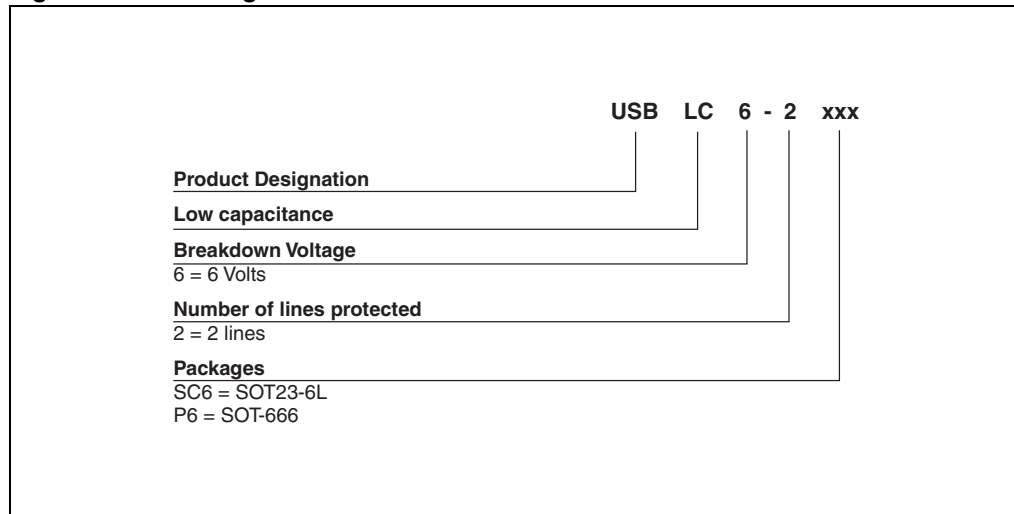 USB LC 6 - 2 xxx
Product Designation
Low capacitance
Breakdown Voltage
6 = 6 Volts
Number of lines protected
2 = 2 lines
Packages
SC6 = SOT23-6L
P6 = SOT-666